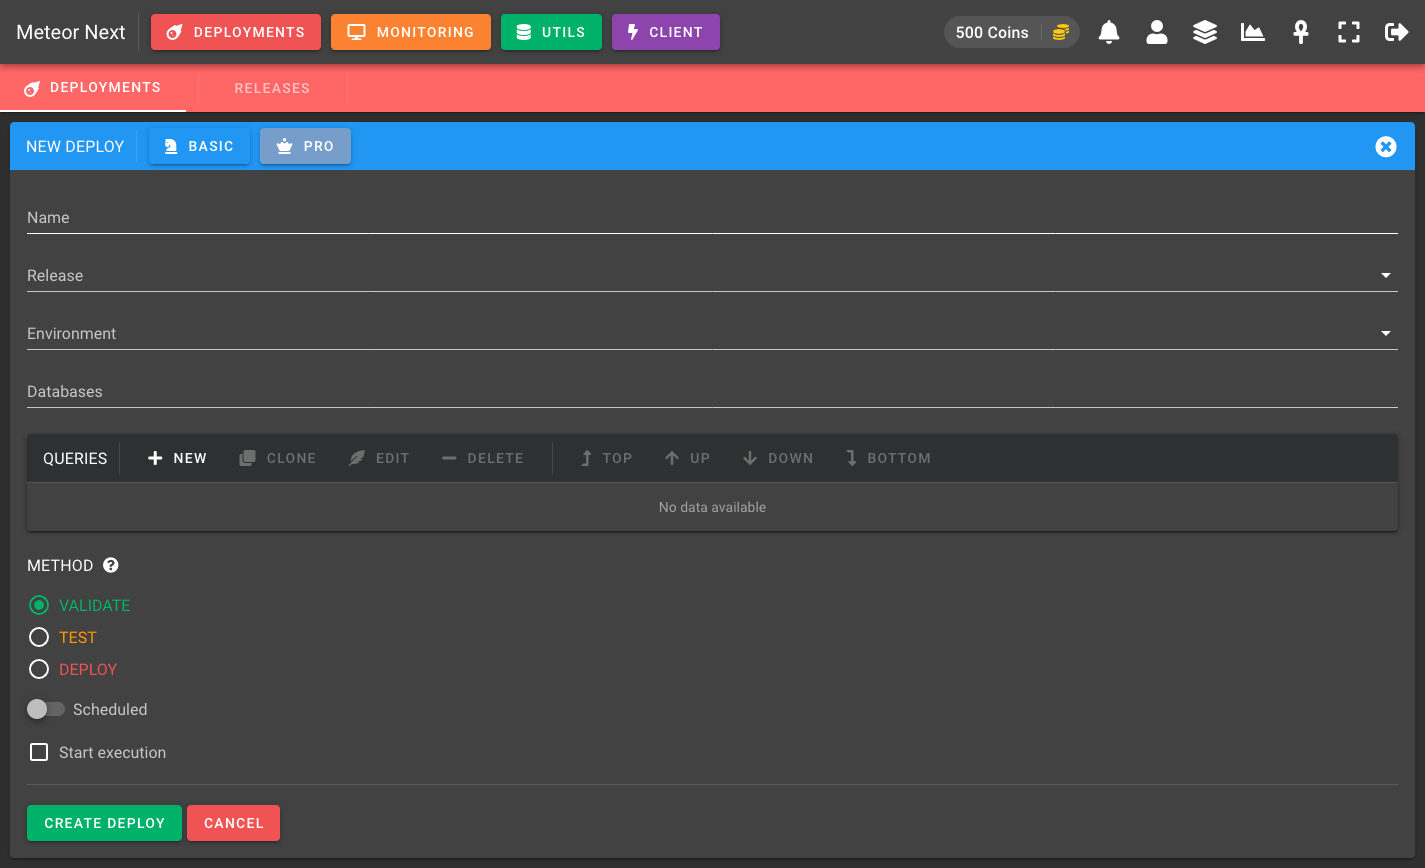 Meteor Next DEPLOYMENTS MONITORING UTILS CLIENT 500 Coins
DEPLOYMENTS RELEASES
NEW DEPLOY BASIC PRO
Name
Release
Environment
Databases
QUERIES NEW CLONE EDIT DELETE TOP UP DOWN BOTTOM
No data available
METHOD ?
VALIDATE
TEST
DEPLOY
Scheduled
Start execution
CREATE DEPLOY CANCEL